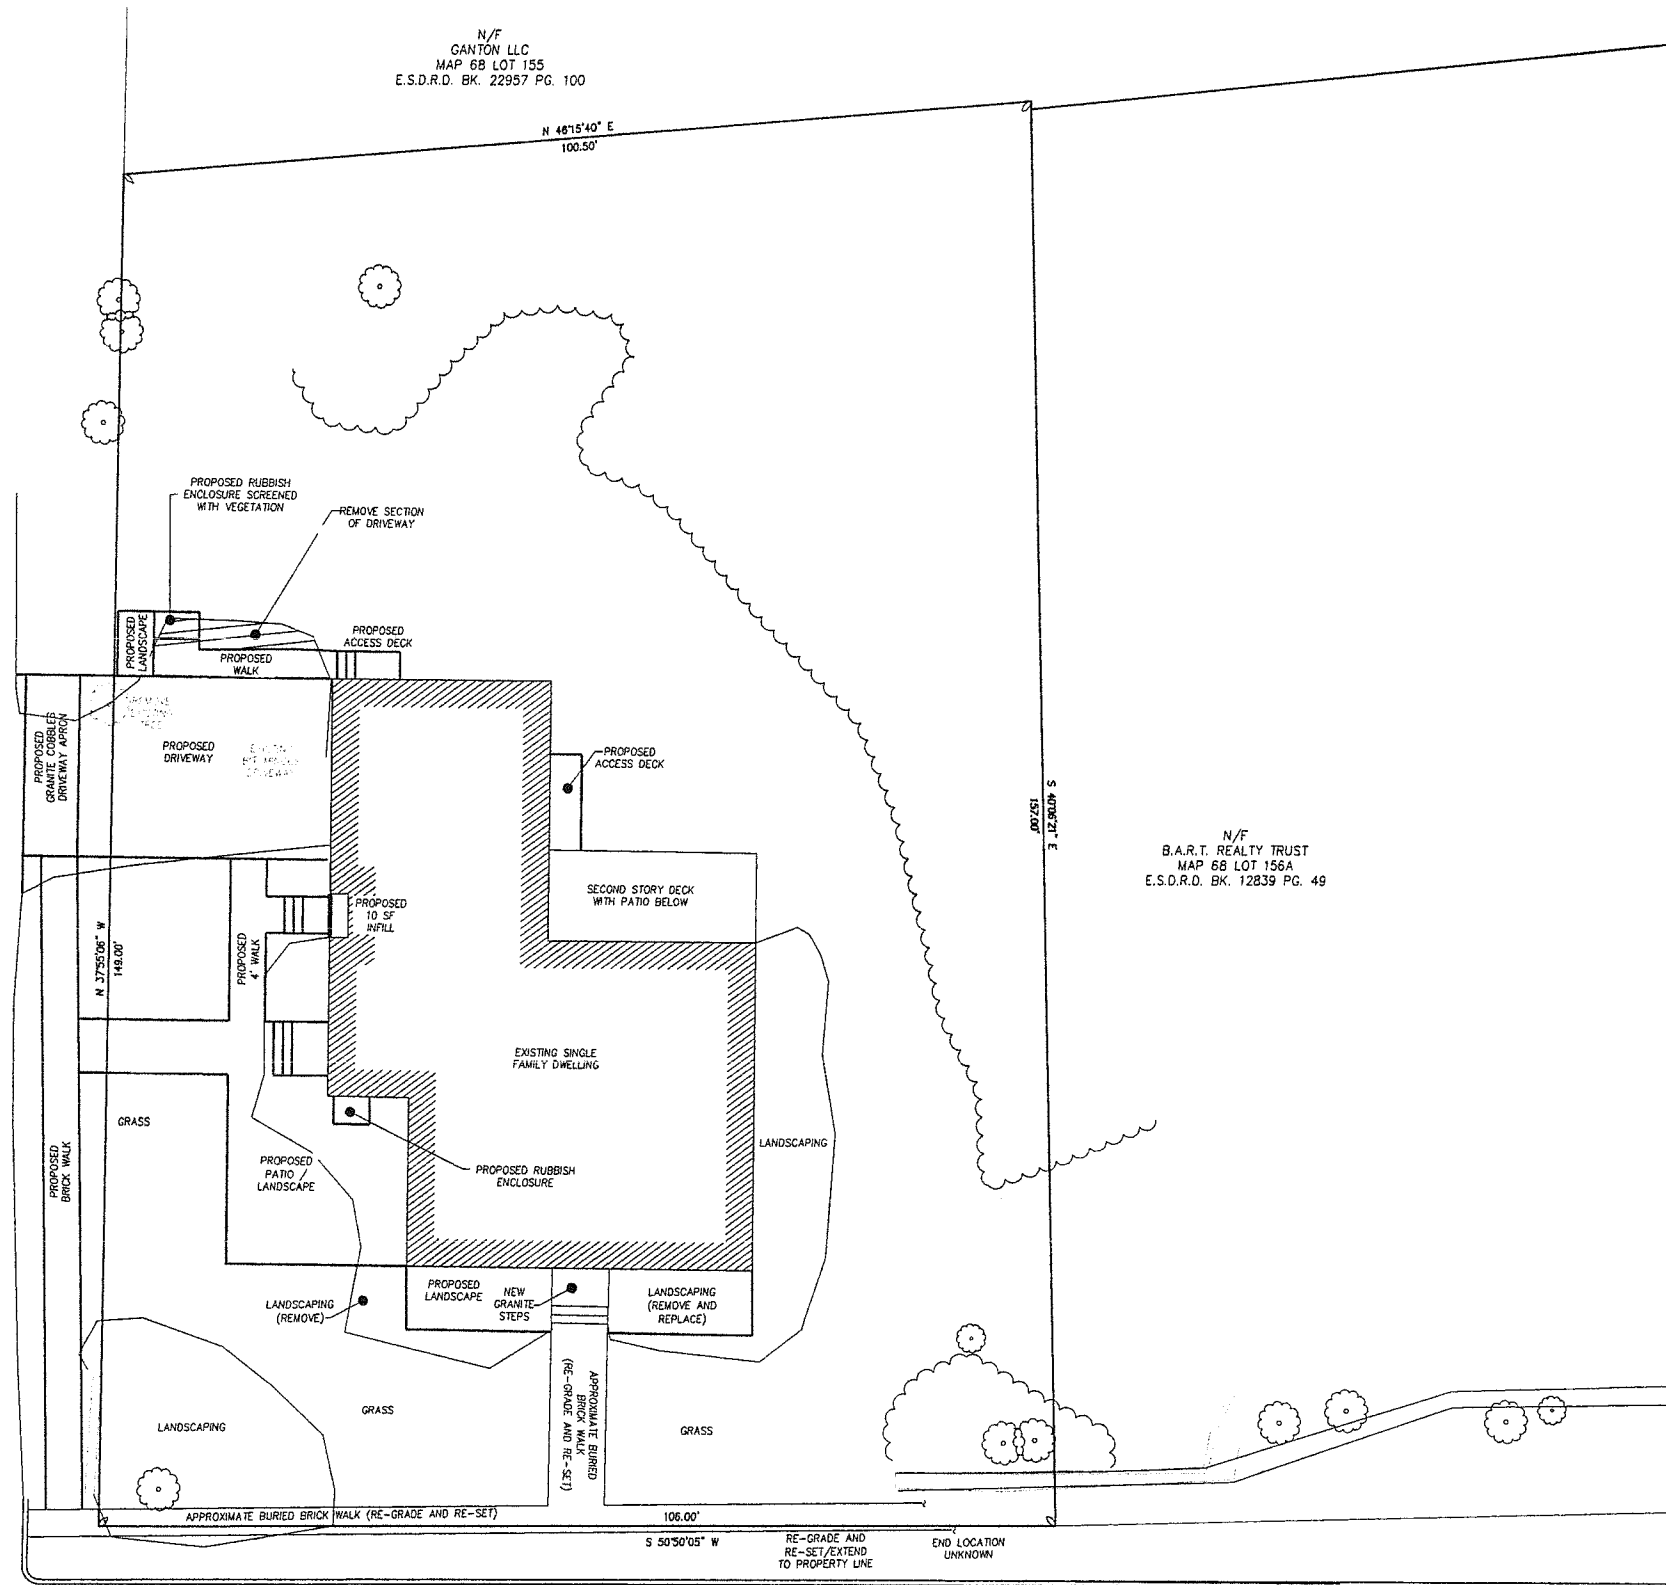 N/F
GANTON LLC
MAP 68 LOT 155
E.S.D.R.D. BK. 22957 PG. 100
N 46°15'40" E
100.50'
PROPOSED RUBBISH
ENCLOSURE SCREENED
WITH VEGETATION
REMOVE SECTION
OF DRIVEWAY
PROPOSED
LANDSCAPE
PROPOSED
WALK
PROPOSED
ACCESS DECK
PROPOSED
GRANITE COBBLES
DRIVEWAY APRON
REMOVE
EXISTING
TREE
PROPOSED
DRIVEWAY
DRIVEWAY
PROPOSED
ACCESS DECK
S 40°06'21" E
157.00'
N/F
B.A.R.T. REALTY TRUST
MAP 68 LOT 156A
E.S.D.R.D. BK. 12839 PG. 49
SECOND STORY DECK
WITH PATIO BELOW
PROPOSED
10 SF
INFILL
N 37°55'06" W
149.00'
PROPOSED
4' WALK
EXISTING SINGLE
FAMILY DWELLING
GRASS
LANDSCAPING
PROPOSED
BRICK WALK
PROPOSED
PATIO /
LANDSCAPE
PROPOSED RUBBISH
ENCLOSURE
LANDSCAPING
(REMOVE)
PROPOSED
LANDSCAPE
NEW
GRANITE
STEPS
LANDSCAPING
(REMOVE AND
REPLACE)
APPROXIMATE BURIED
BRICK WALK
(RE-GRADE AND RE-SET)
LANDSCAPING
GRASS
GRASS
APPROXIMATE BURIED BRICK WALK (RE-GRADE AND RE-SET)
106.00'
S 50°50'05" W
RE-GRADE AND
RE-SET/EXTEND
TO PROPERTY LINE
END LOCATION
UNKNOWN